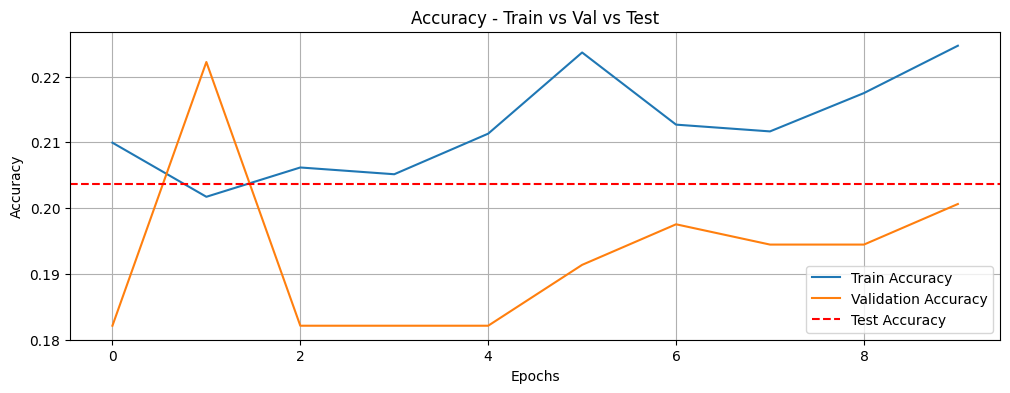 Accuracy - Train vs Val vs Test
Accuracy
0.22
0.21
0.20
0.19
0.18
0 2 4 6 8
Epochs
Train Accuracy
Validation Accuracy
Test Accuracy